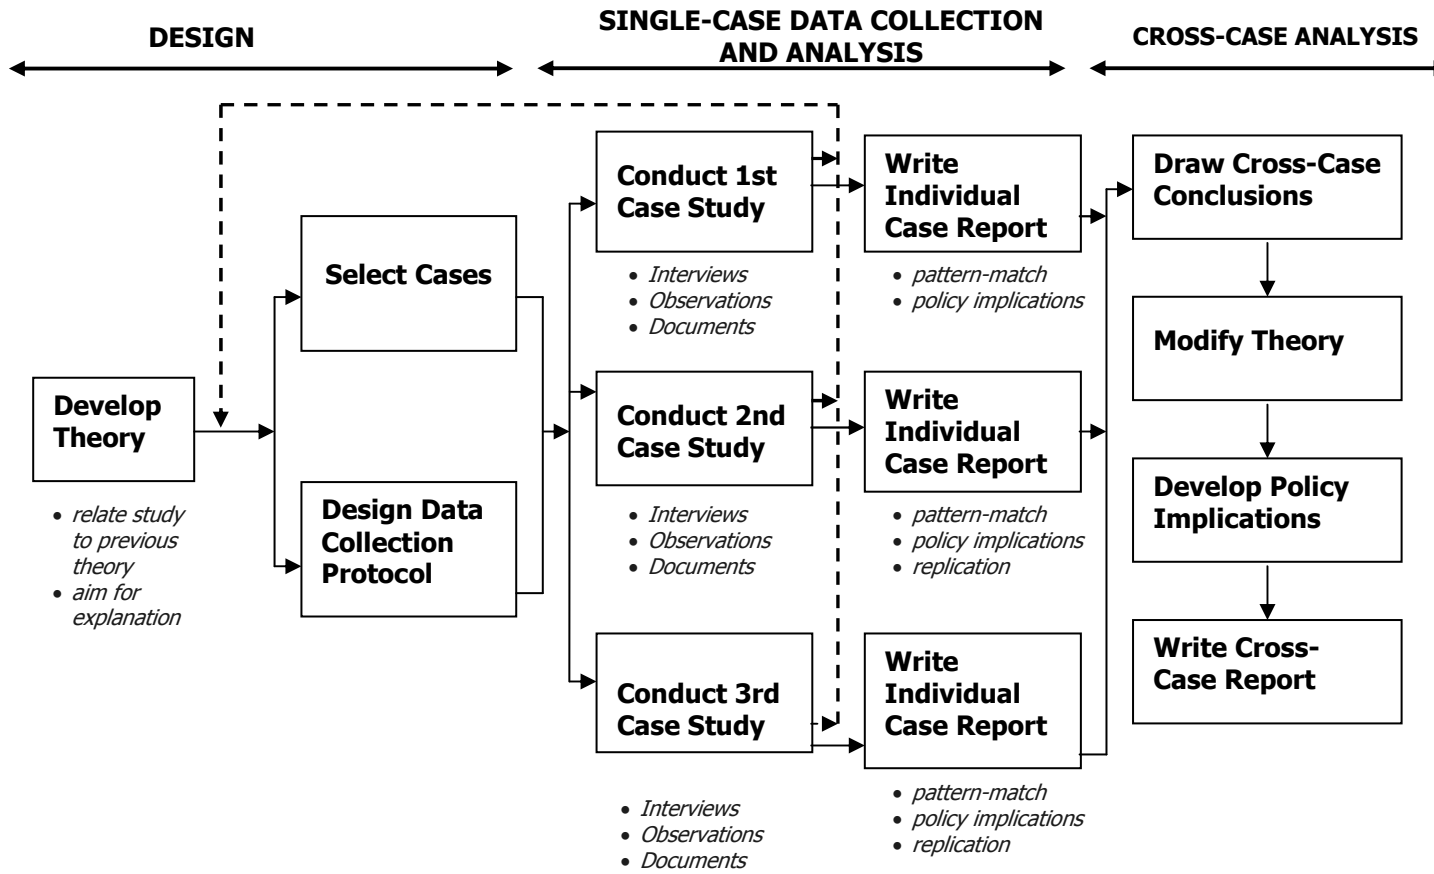 DESIGN
SINGLE-CASE DATA COLLECTION
AND ANALYSIS
CROSS-CASE ANALYSIS
Develop
Theory
• relate study
to previous
theory
• aim for
explanation
Select Cases
Design Data
Collection
Protocol
Conduct 1st
Case Study
• Interviews
• Observations
• Documents
Write
Individual
Case Report
• pattern-match
• policy implications
Conduct 2nd
Case Study
• Interviews
• Observations
• Documents
Write
Individual
Case Report
• pattern-match
• policy implications
• replication
Conduct 3rd
Case Study
• Interviews
• Observations
• Documents
Write
Individual
Case Report
• pattern-match
• policy implications
• replication
Draw Cross-Case
Conclusions
Modify Theory
Develop Policy
Implications
Write Cross-
Case Report